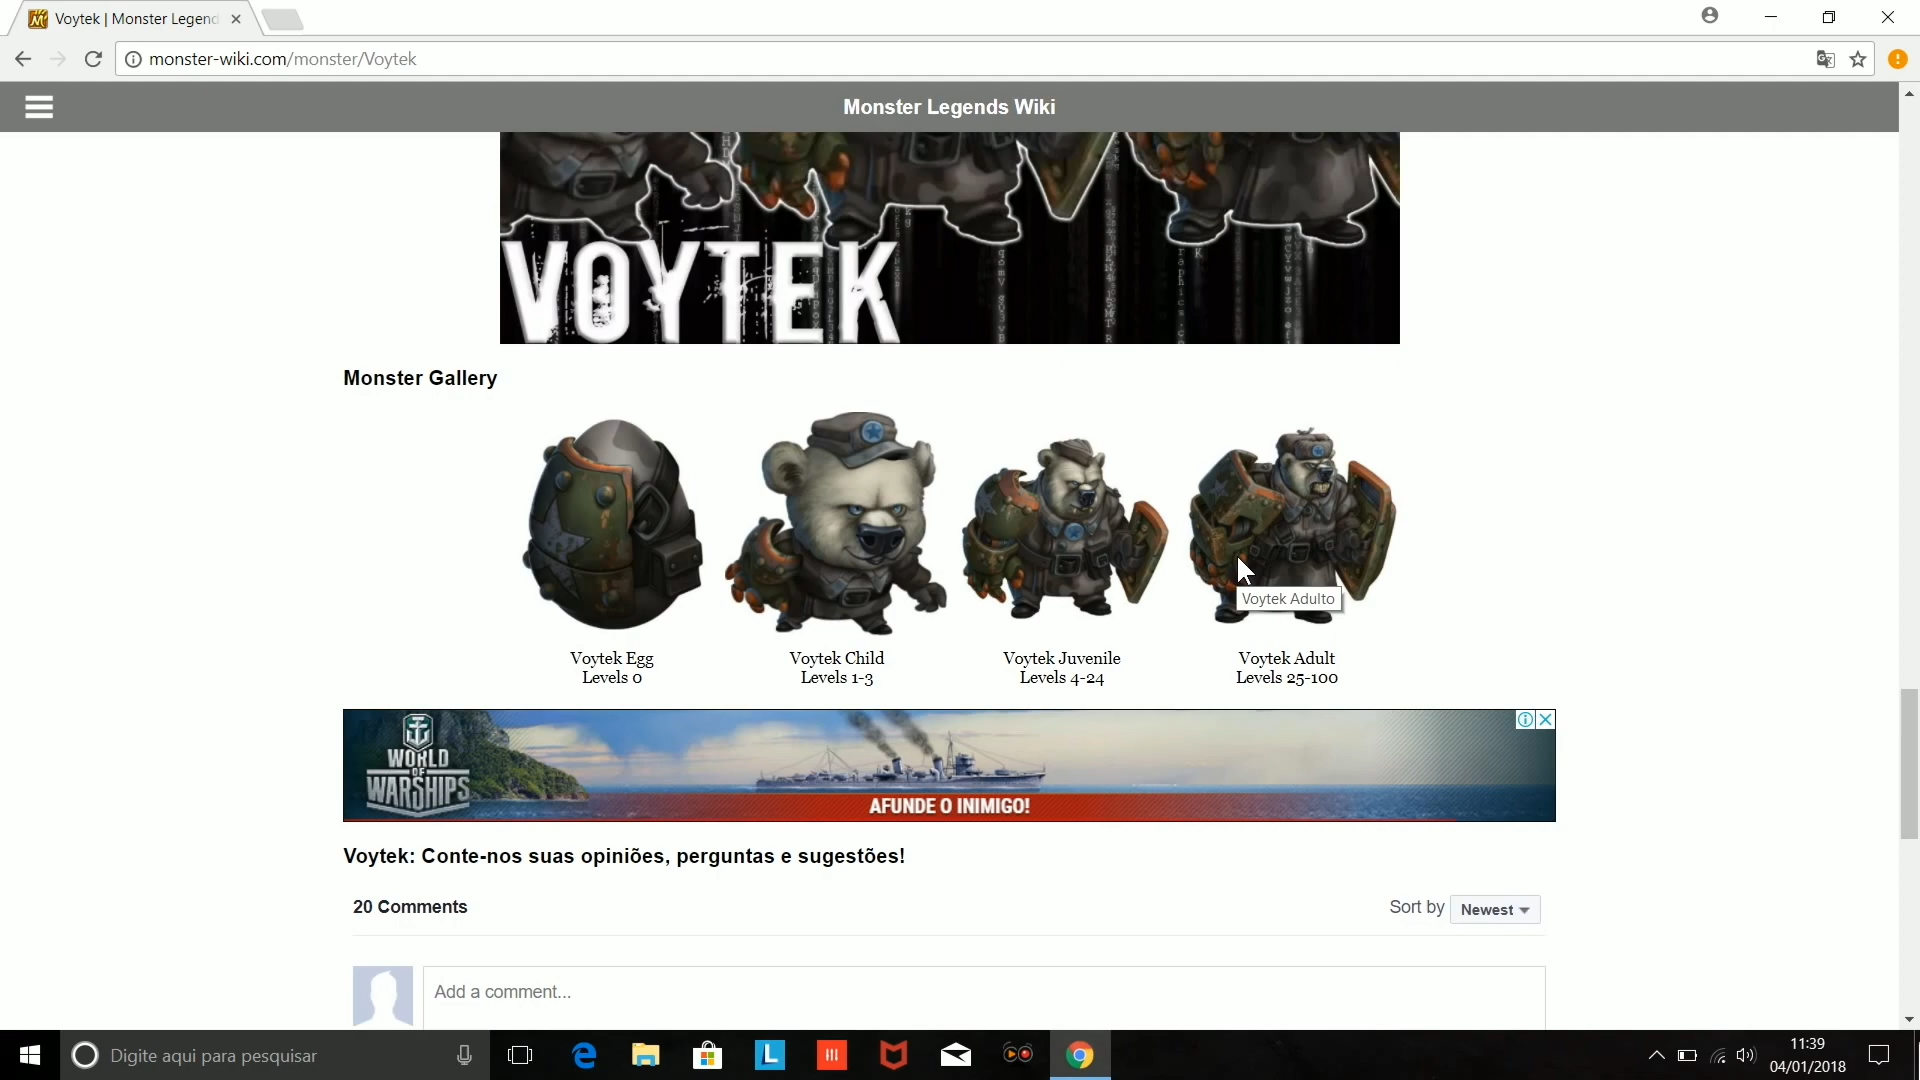 Voytek | Monster Legend
monster-wiki.com/monster/Voytek
Monster Legends Wiki
VOYTEK
Monster Gallery
Voytek Adulto
Voytek Egg
Levels 0
Voytek Child
Levels 1-3
Voytek Juvenile
Levels 4-24
Voytek Adult
Levels 25-100
WORLD
OF
WARSHIPS
AFUNDE O INIMIGO!
Voytek: Conte-nos suas opiniões, perguntas e sugestões!
20 Comments
Sort by Newest
Add a comment...
Digite aqui para pesquisar
11:39
04/01/2018